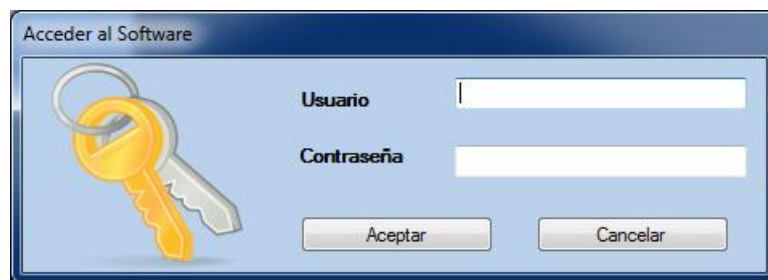 Acceder al Software
Usuario
Contraseña
Aceptar
Cancelar